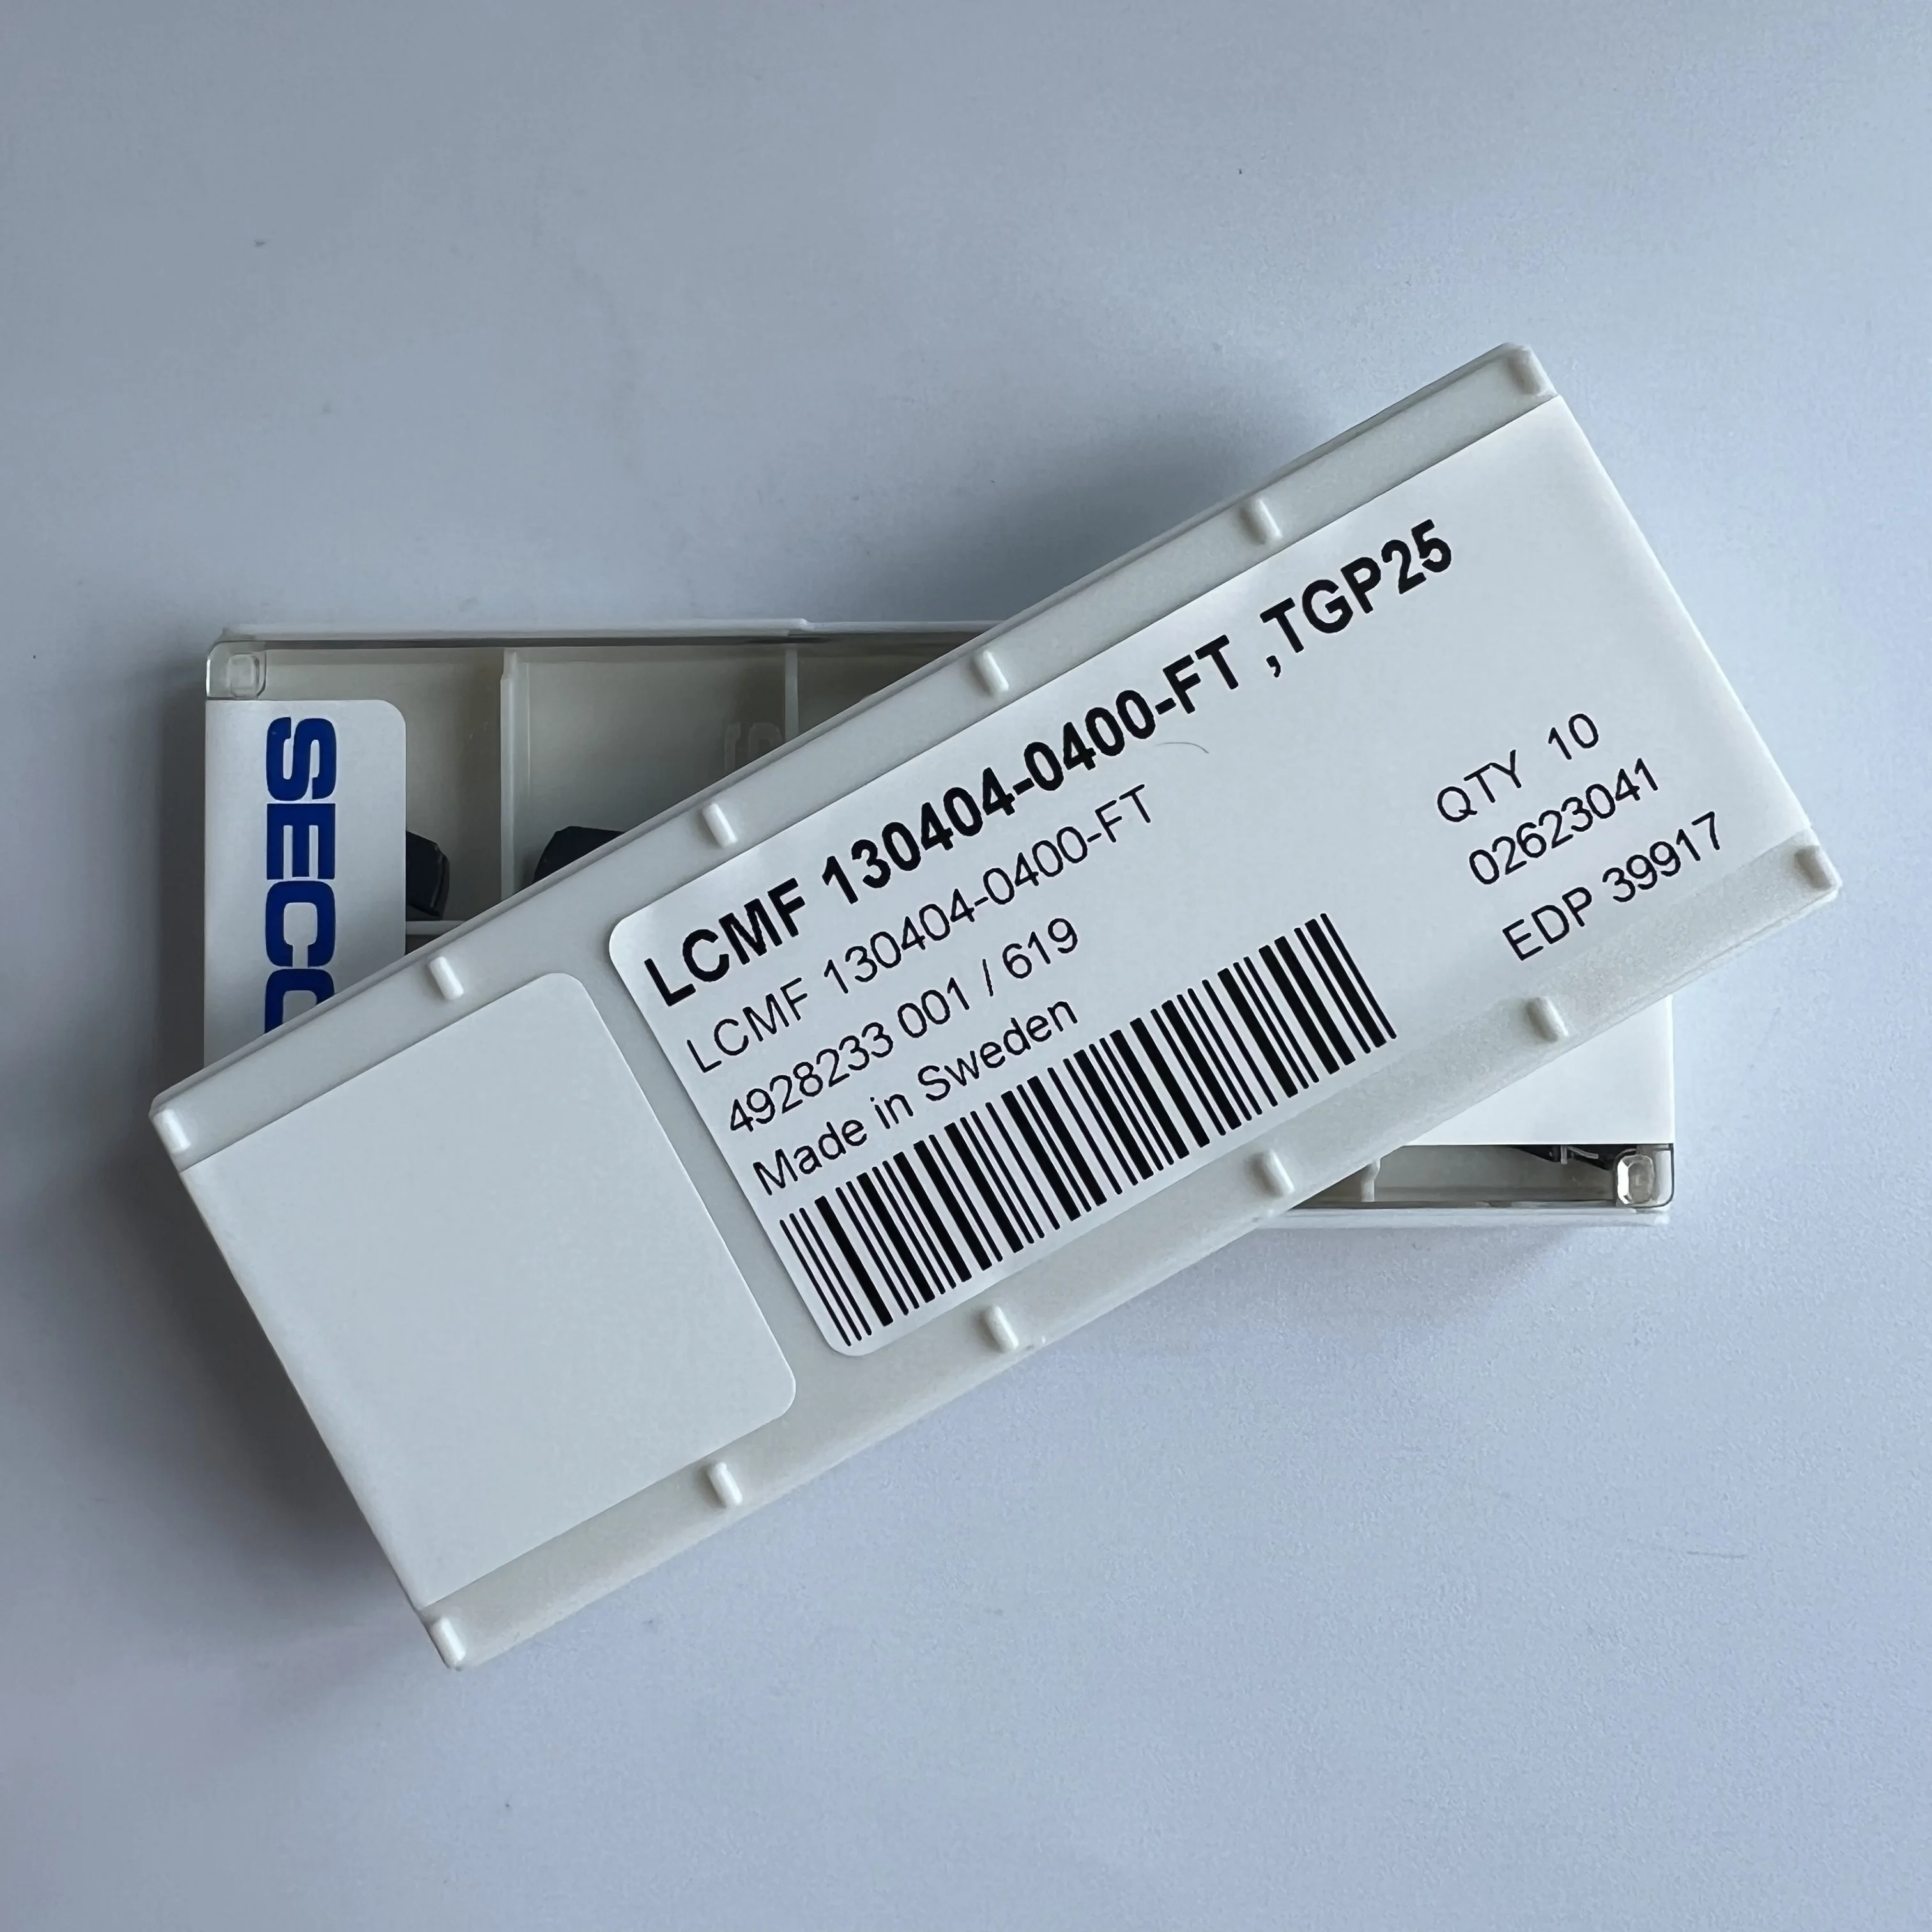 SECO
LCMF 130404-0400-FT ,TGP25
LCMF 130404-0400-FT
4928233 001 / 619
Made in Sweden
QTY 10
02623041
EDP 39917